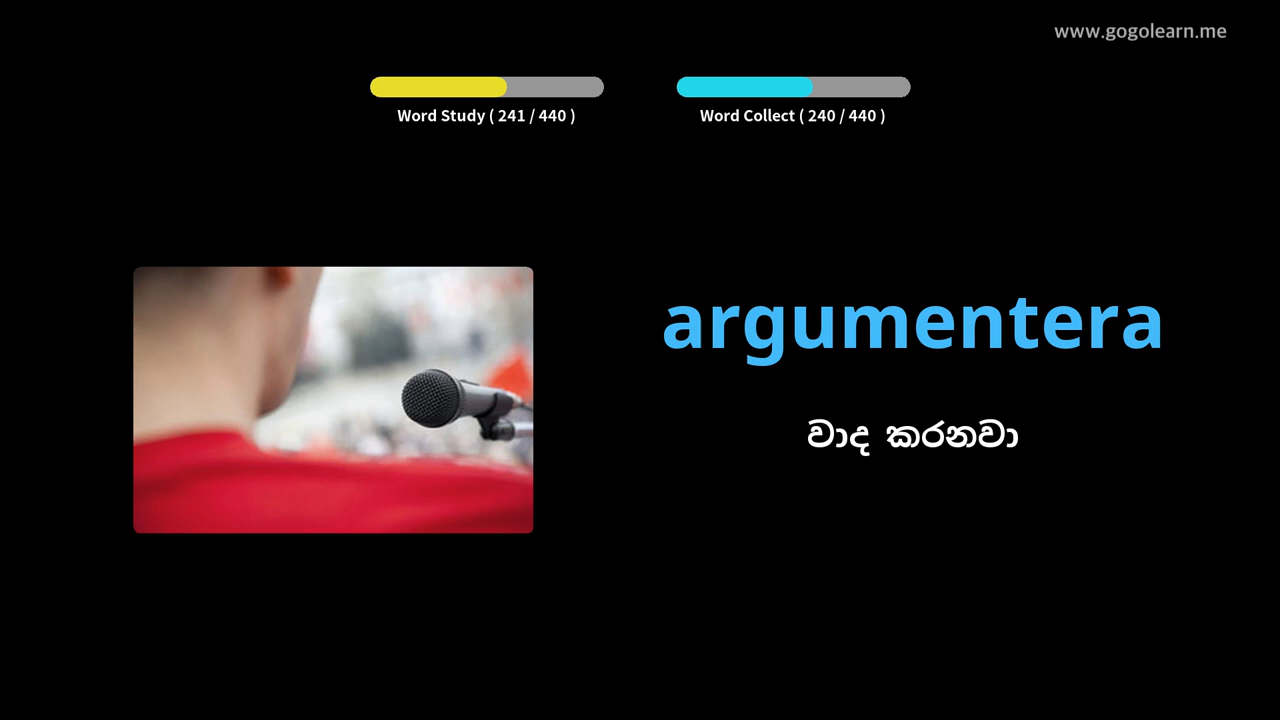 www.gogolearn.me
Word Study ( 241 / 440 )
Word Collect ( 240 / 440 )
argumentera
වාද කරනවා